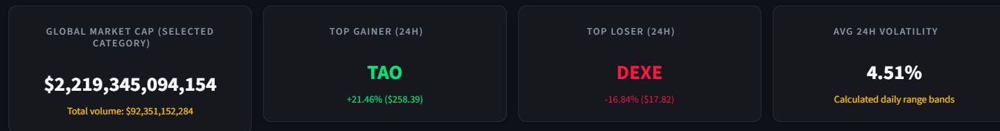 GLOBAL MARKET CAP (SELECTED
CATEGORY)
$2,219,345,094,154
Total volume: $92,351,152,284
TOP GAINER (24H)
TAO
+21.46% ($258.39)
TOP LOSER (24H)
DEXE
-16.84% ($17.82)
AVG 24H VOLATILITY
4.51%
Calculated daily range bands